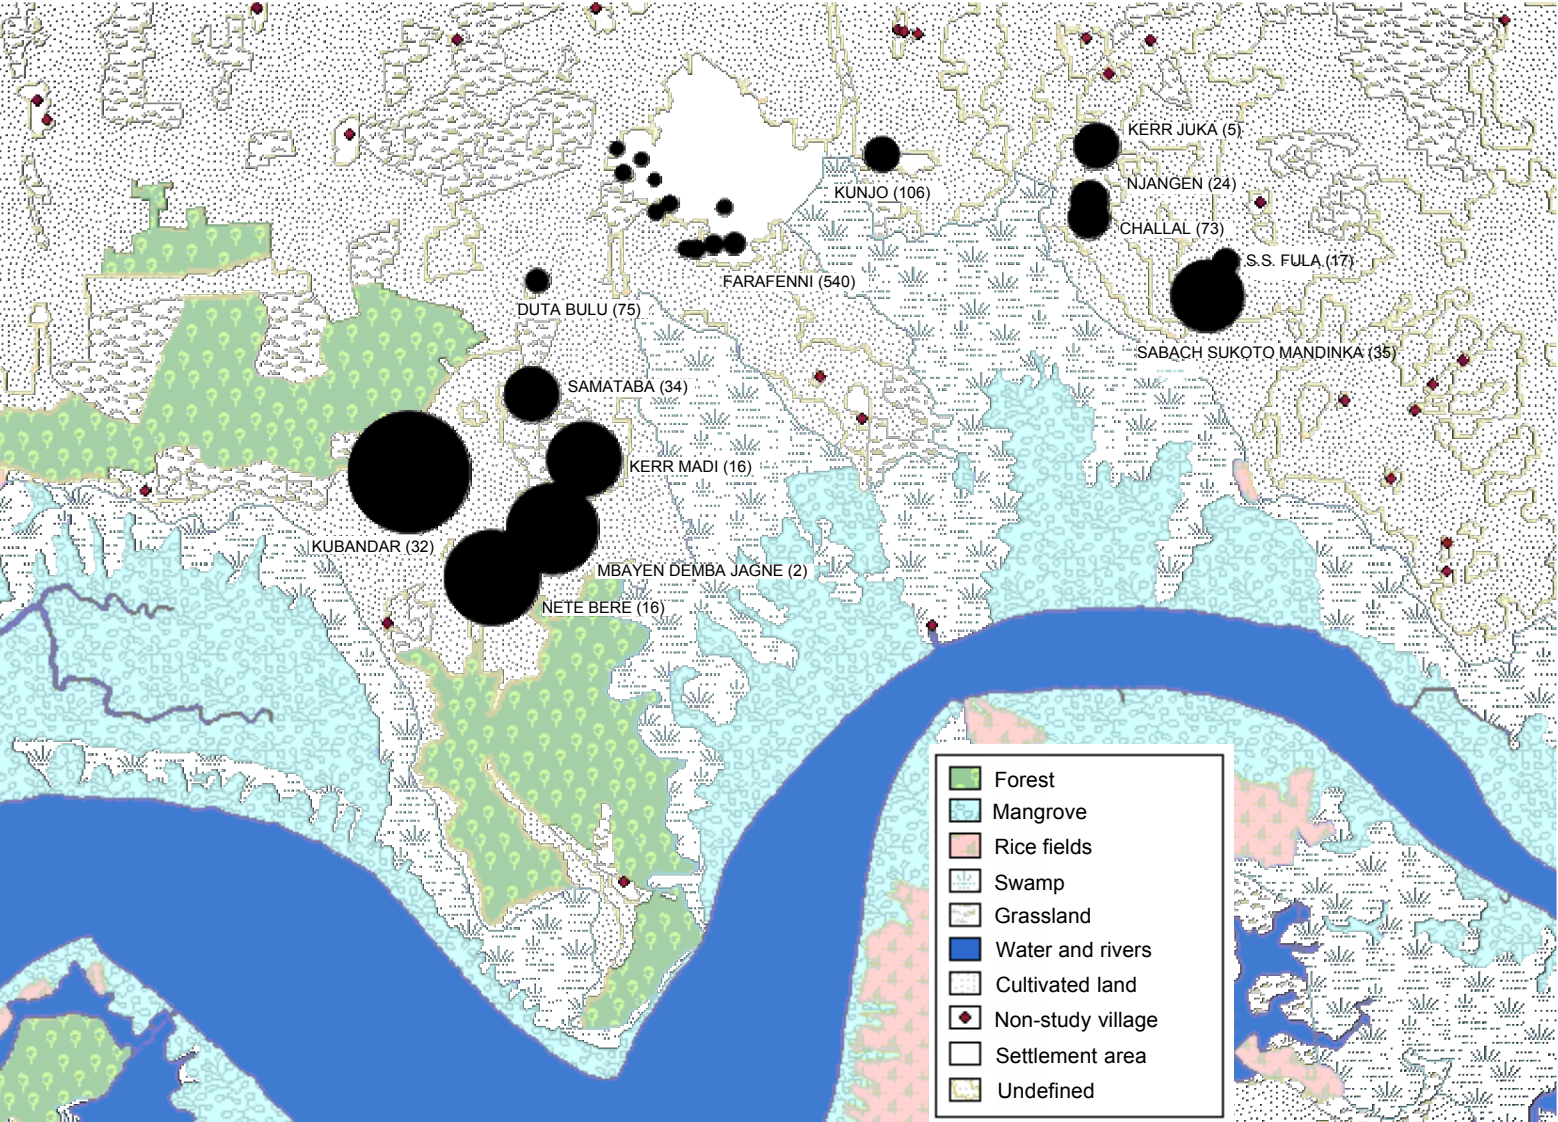 KERR JUKA (5)
NJANGEN (24)
KUNJO (106)
CHALLAL (73)
S.S. FULA (17)
FARAFENNI (540)
DUTA BULU (75)
SABACH SUKOTO MANDINKA (35)
SAMATABA (34)
KERR MADI (16)
KUBANDAR (32)
MBAYEN DEMBA JAGNE (2)
NETE BERE (16)
Forest
Mangrove
Rice fields
Swamp
Grassland
Water and rivers
Cultivated land
Non-study village
Settlement area
Undefined